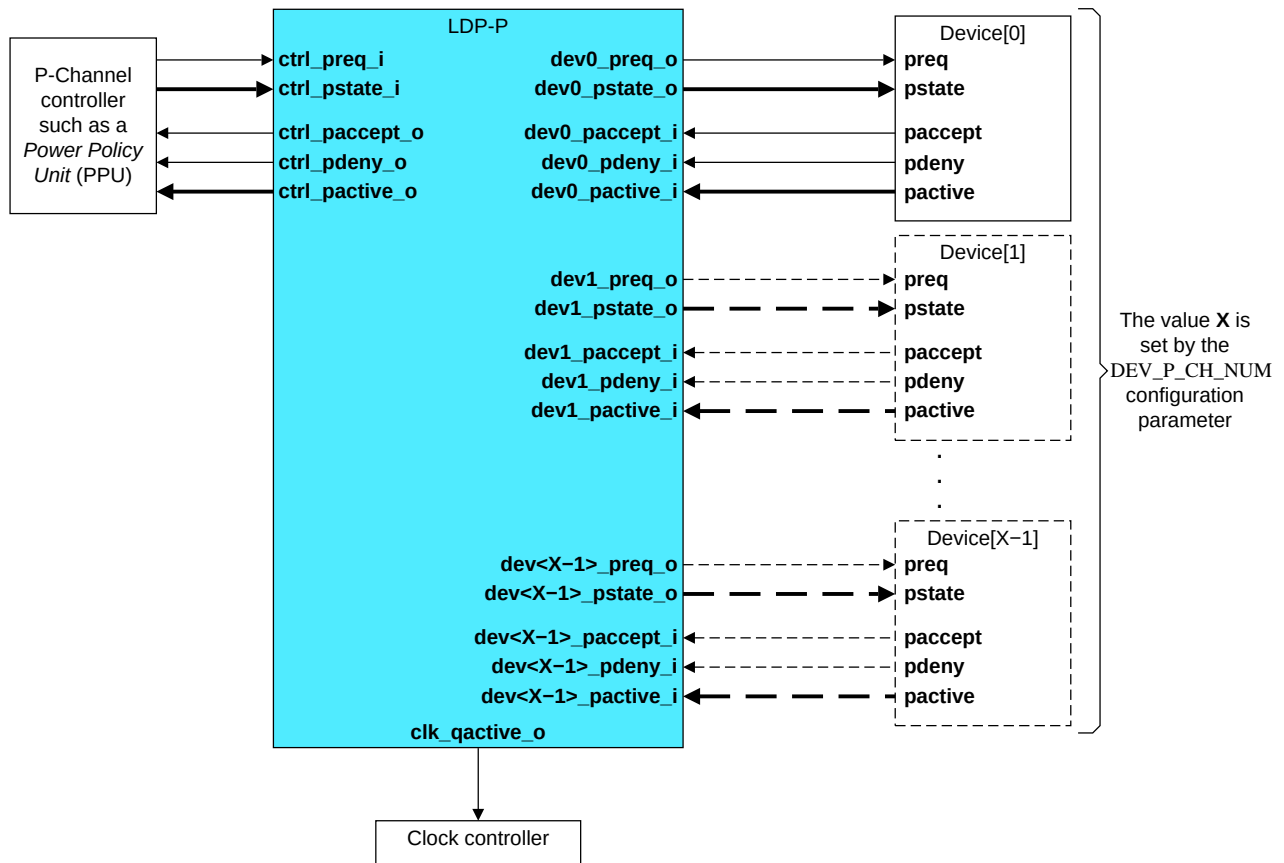 LDP-P
P-Channel
controller
such as a
Power Policy
Unit (PPU)
ctrl_preq_i
ctrl_pstate_i
ctrl_paccept_o
ctrl_pdeny_o
ctrl_pactive_o
dev0_preq_o
dev0_pstate_o
dev0_paccept_i
dev0_pdeny_i
dev0_pactive_i
Device[0]
preq
pstate
paccept
pdeny
pactive
dev1_preq_o
dev1_pstate_o
dev1_paccept_i
dev1_pdeny_i
dev1_pactive_i
Device[1]
preq
pstate
paccept
pdeny
pactive
.
.
.
dev<X−1>_preq_o
dev<X−1>_pstate_o
dev<X−1>_paccept_i
dev<X−1>_pdeny_i
dev<X−1>_pactive_i
Device[X−1]
preq
pstate
paccept
pdeny
pactive
clk_qactive_o
Clock controller
The value X is
set by the
DEV_P_CH_NUM
configuration
parameter